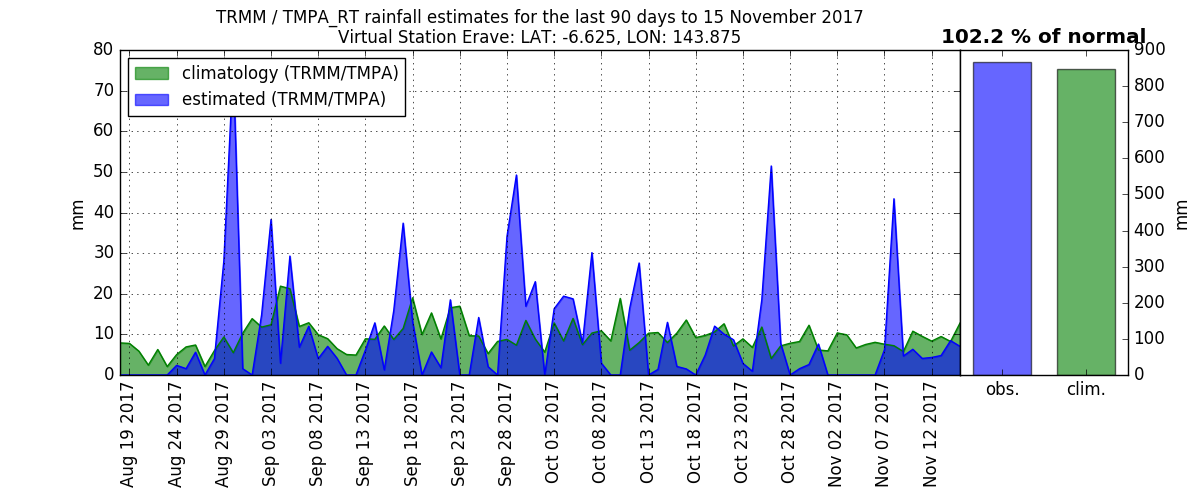 TRMM / TMPA_RT rainfall estimates for the last 90 days to 15 November 2017
Virtual Station Erave: LAT: -6.625, LON: 143.875
102.2 % of normal
climatology (TRMM/TMPA)
estimated (TRMM/TMPA)
80
70
60
50
40
30
20
10
0
mm
Aug 19 2017
Aug 24 2017
Aug 29 2017
Sep 03 2017
Sep 08 2017
Sep 13 2017
Sep 18 2017
Sep 23 2017
Sep 28 2017
Oct 03 2017
Oct 08 2017
Oct 13 2017
Oct 18 2017
Oct 23 2017
Oct 28 2017
Nov 02 2017
Nov 07 2017
Nov 12 2017
obs.
clim.
900
800
700
600
500
400
300
200
100
0
mm